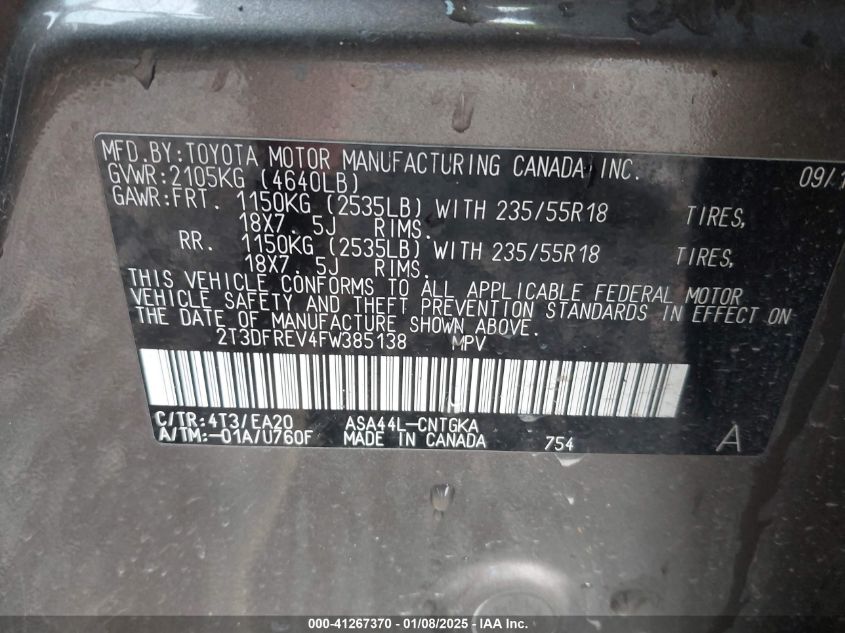 MFD.BY:TOYOTA MOTOR MANUFACTURING CANADA INC. 09/1
GVWR:2105KG (4640LB)
GAWR:FRT. 1150KG (2535LB) WITH 235/55R18 TIRES,
18X7. 5J RIMS.
RR. 1150KG (2535LB) WITH 235/55R18 TIRES,
18X7. 5J RIMS.
THIS VEHICLE CONFORMS TO ALL APPLICABLE FEDERAL MOTOR
VEHICLE SAFETY AND THEFT PREVENTION STANDARDS IN EFFECT ON
THE DATE OF MANUFACTURE SHOWN ABOVE.
2T3DFREV4FW385138 MPV
C/TR:4T3/EA20 ASA44L-CNTGKA
A/TM:-01A/U760F MADE IN CANADA 754 A
000-41267370 - 01/08/2025 - IAA Inc.